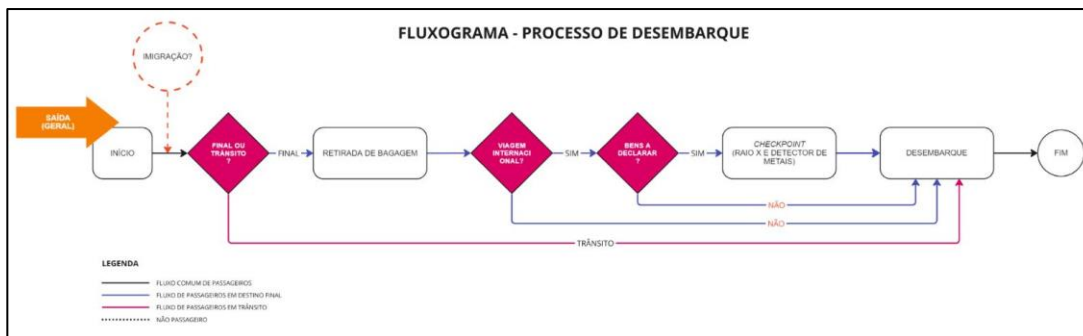 FLUXOGRAMA - PROCESSO DE DESEMBARQUE
IMIGRAÇÃO?
SAÍDA
(GERAL)
INÍCIO
FINAL OU
TRÂNSITO
?
FINAL
RETIRADA DE BAGAGEM
VIAGEM
INTERNACI
ONAL?
SIM
BENS A
DECLARAR
?
SIM
CHECKPOINT
(RAIO X E DETECTOR DE
METAIS)
DESEMBARQUE
FIM
NÃO
NÃO
TRÂNSITO
LEGENDA
FLUXO COMUM DE PASSAGEIROS
FLUXO DE PASSAGEIROS EM DESTINO FINAL
FLUXO DE PASSAGEIROS EM TRÂNSITO
NÃO PASSAGEIRO